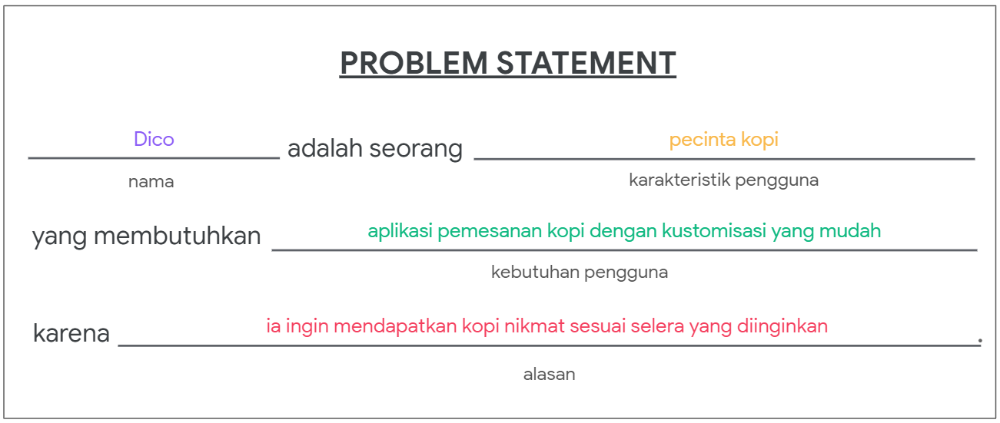 PROBLEM STATEMENT
Dico adalah seorang pecinta kopi
nama karakteristik pengguna
yang membutuhkan aplikasi pemesanan kopi dengan kustomisasi yang mudah
kebutuhan pengguna
karena ia ingin mendapatkan kopi nikmat sesuai selera yang diinginkan.
alasan